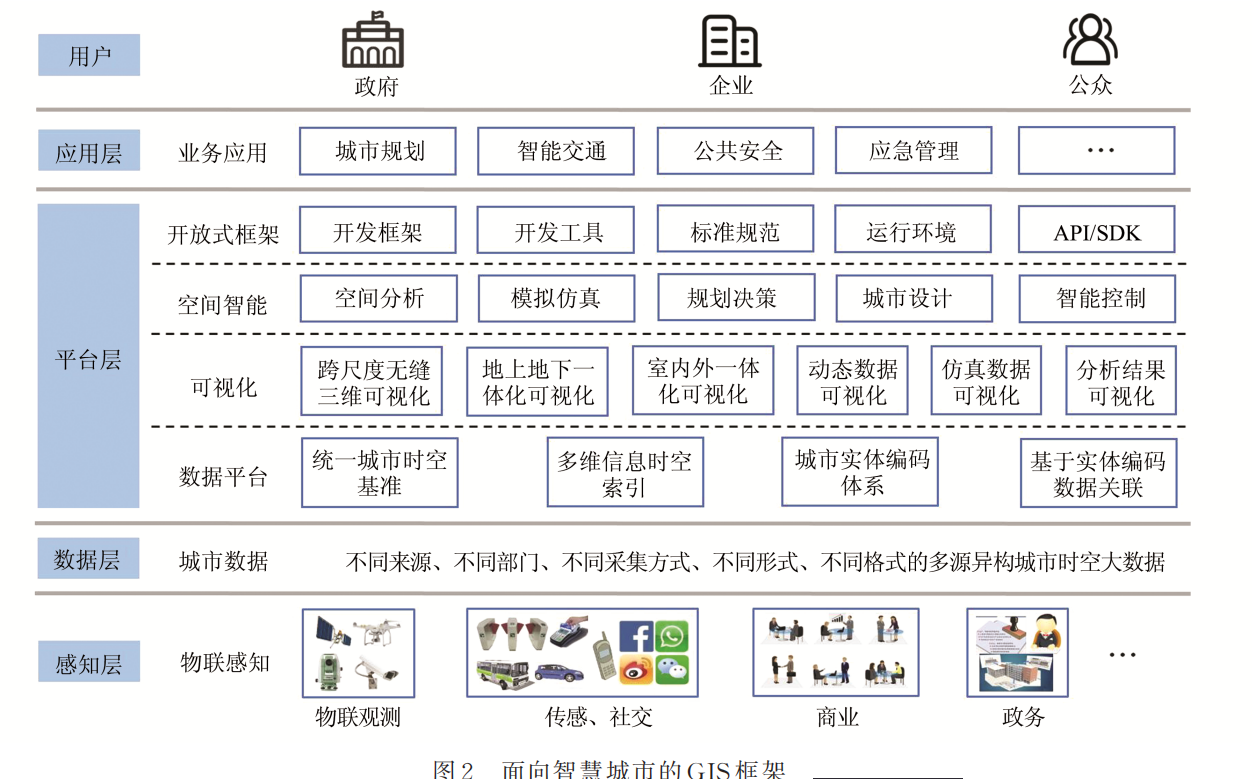 用户
政府
企业
公众
应用层
业务应用
城市规划
智能交通
公共安全
应急管理
…
平台层
开放式框架
开发框架
开发工具
标准规范
运行环境
API/SDK
空间智能
空间分析
模拟仿真
规划决策
城市设计
智能控制
可视化
跨尺度无缝
三维可视化
地上地下一
体化可视化
室内外一体
化可视化
动态数据
可视化
仿真数据
可视化
分析结果
可视化
数据平台
统一城市时空
基准
多维信息时空
索引
城市实体编码
体系
基于实体编码
数据关联
数据层
城市数据
不同来源、不同部门、不同采集方式、不同形式、不同格式的多源异构城市时空大数据
感知层
物联感知
…
物联观测
传感、社交
商业
政务
图2 面向智慧城市的GIS框架